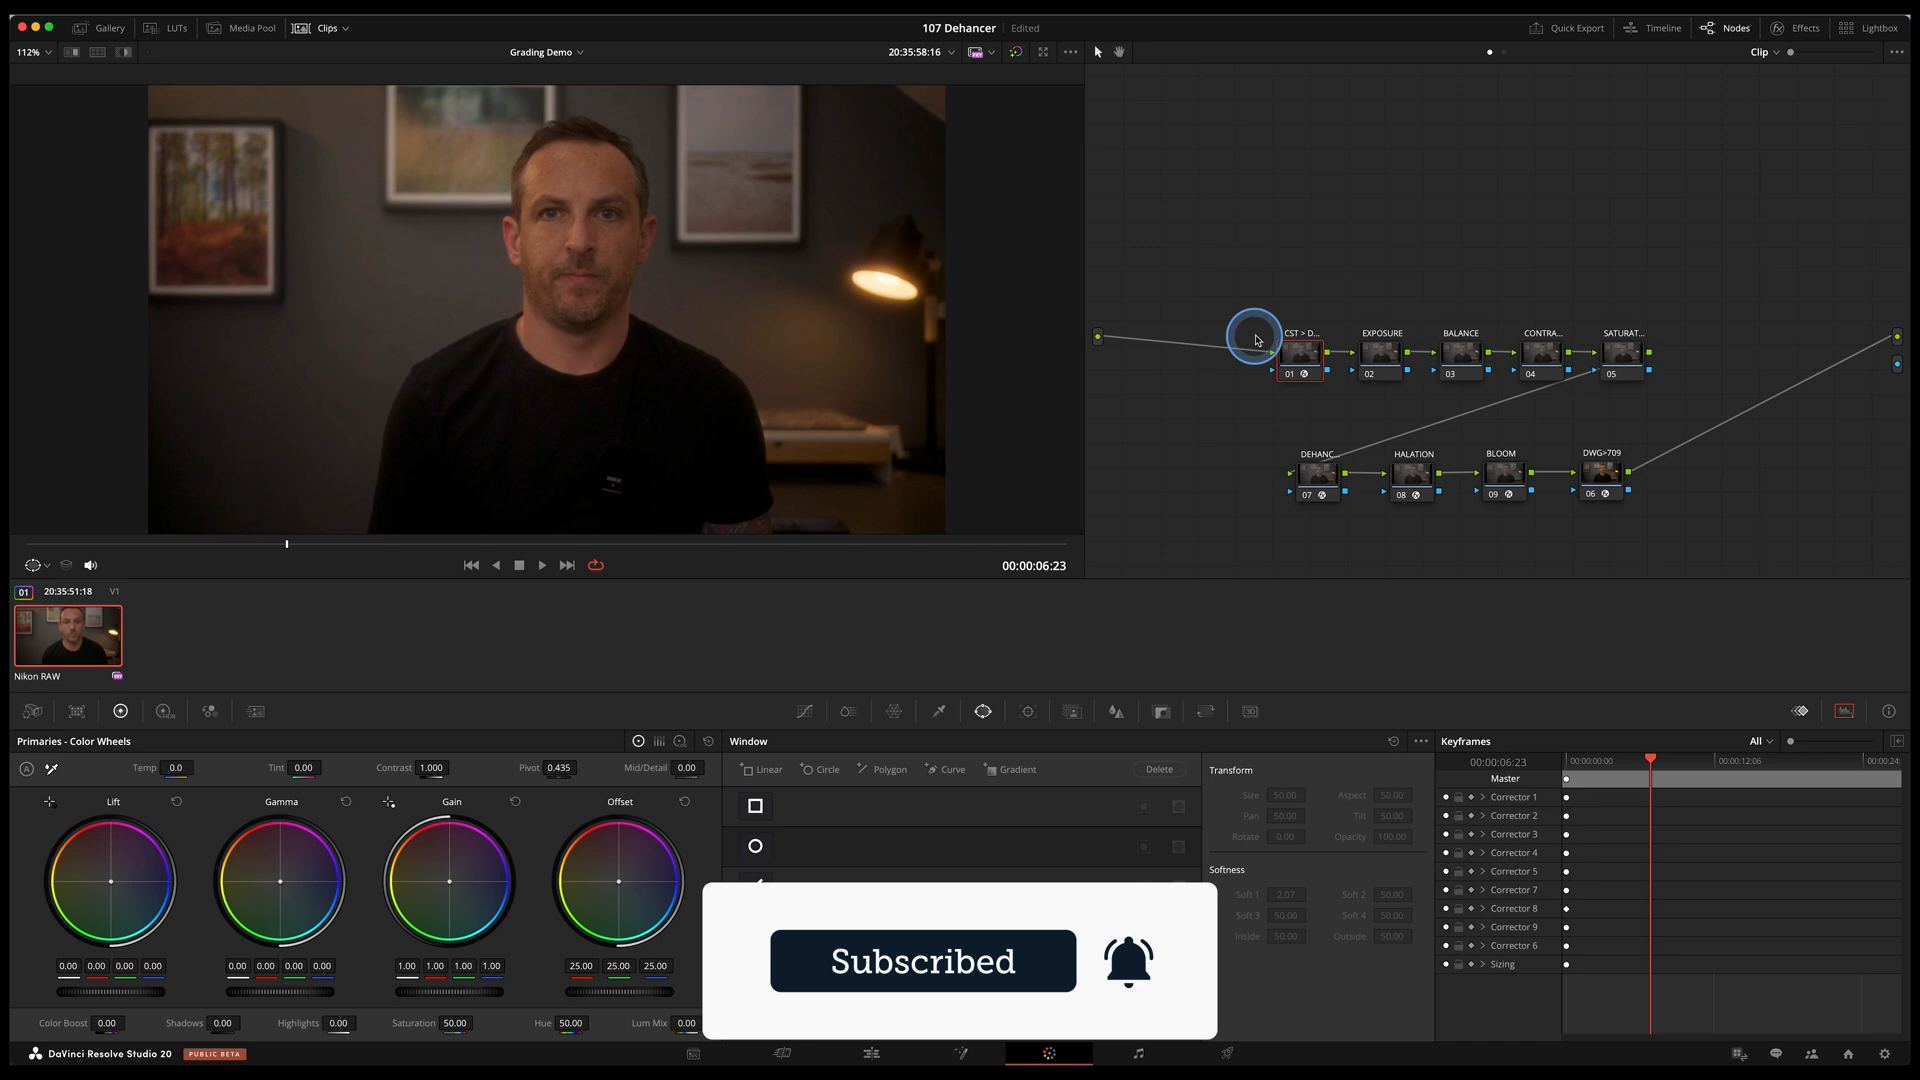 Gallery
LUTs
Media Pool
Clips
107 Dehancer
Edited
Quick Export
Timeline
Nodes
Effects
Lightbox
112%
Grading Demo
20:35:58:16
Clip
CST > D...
EXPOSURE
BALANCE
CONTRA...
SATURAT...
01
02
03
04
05
DEHANC...
HALATION
BLOOM
DWG>709
07
08
09
06
00:00:06:23
01
20:35:51:18
V1
Nikon RAW
Primaries - Color Wheels
Temp 0.0
Tint 0.00
Contrast 1.000
Pivot 0.435
Mid/Detail 0.00
Lift
Gamma
Gain
Offset
0.00 0.00 0.00 0.00
0.00 0.00 0.00 0.00
1.00 1.00 1.00 1.00
25.00 25.00 25.00
Color Boost 0.00
Shadows 0.00
Highlights 0.00
Saturation 50.00
Hue 50.00
Lum Mix 0.00
Window
Linear
Circle
Polygon
Curve
Gradient
Delete
Transform
Size 50.00
Aspect 50.00
Pan 50.00
Tilt 50.00
Rotate 0.00
Opacity 100.00
Softness
Soft 1 2.07
Soft 2 50.00
Soft 3 50.00
Soft 4 50.00
Inside 50.00
Outside 50.00
Subscribed
Keyframes
All
00:00:06:23
00:00:00:00
00:00:12:06
00:00:24:
Master
Corrector 1
Corrector 2
Corrector 3
Corrector 4
Corrector 5
Corrector 7
Corrector 8
Corrector 9
Corrector 6
Sizing
DaVinci Resolve Studio 20
PUBLIC BETA